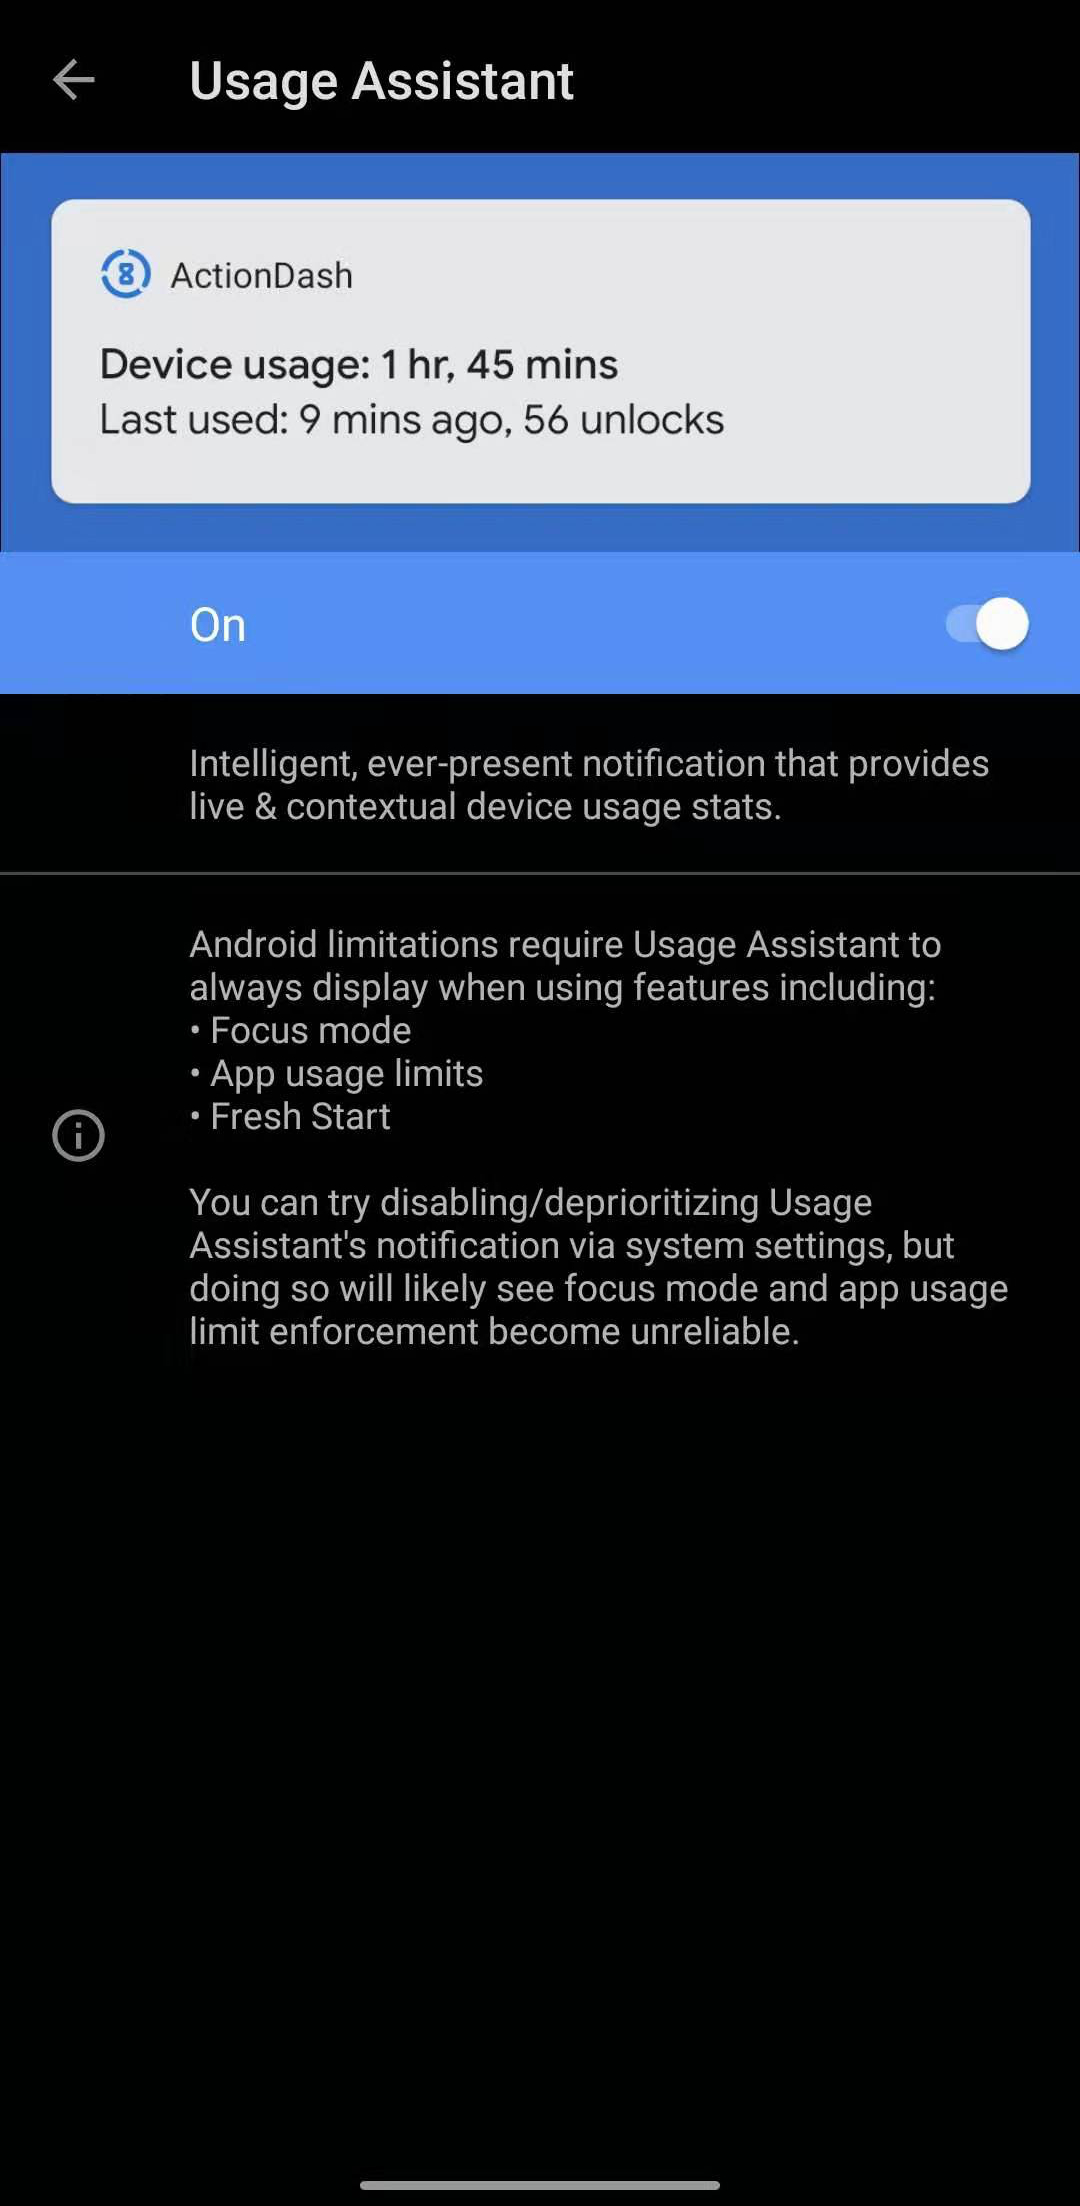 Usage Assistant
ActionDash
Device usage: 1 hr, 45 mins
Last used: 9 mins ago, 56 unlocks
On
Intelligent, ever-present notification that provides
live & contextual device usage stats.
Android limitations require Usage Assistant to
always display when using features including:
• Focus mode
• App usage limits
• Fresh Start
You can try disabling/deprioritizing Usage
Assistant's notification via system settings, but
doing so will likely see focus mode and app usage
limit enforcement become unreliable.